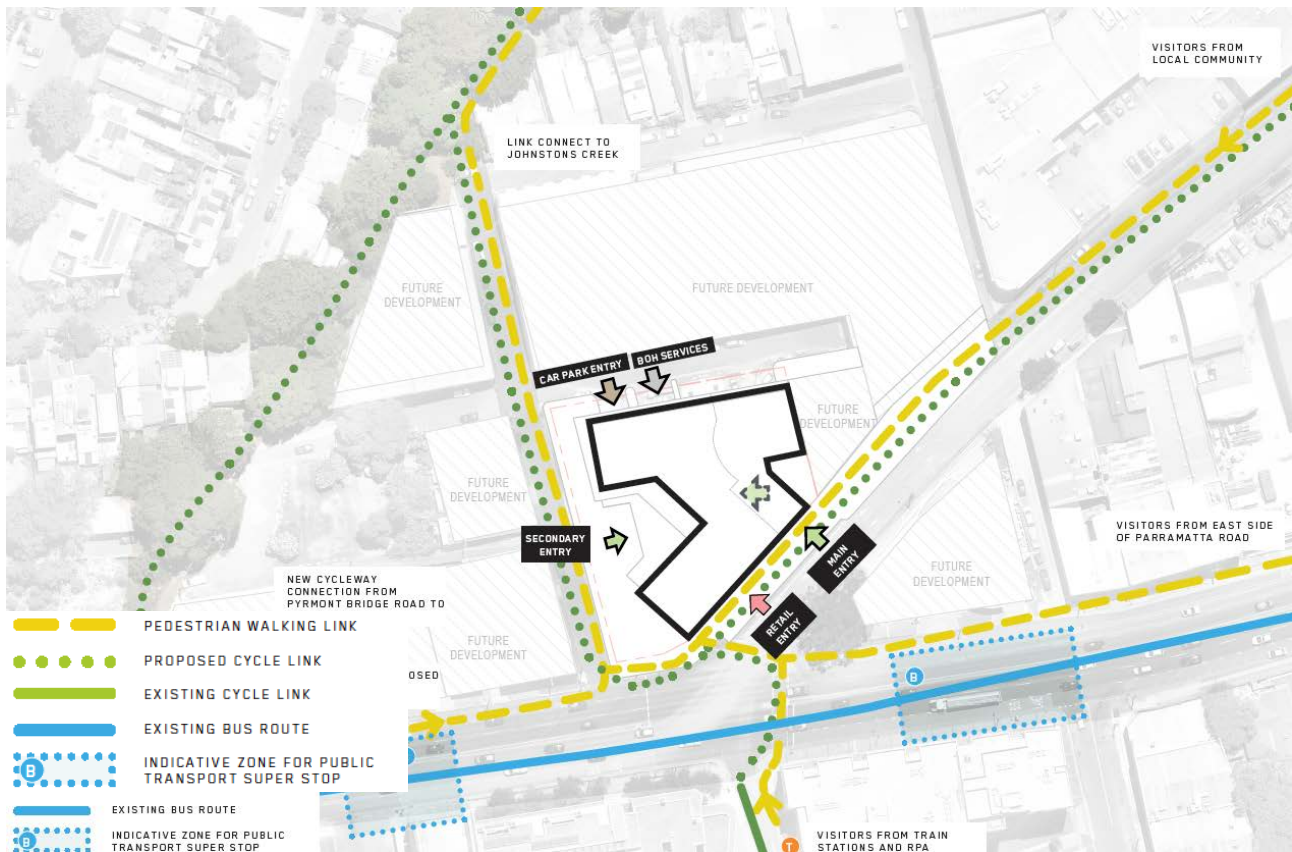 VISITORS FROM
LOCAL COMMUNITY
LINK CONNECT TO
JOHNSTONS CREEK
FUTURE
DEVELOPMENT
FUTURE DEVELOPMENT
CAR PARK ENTRY
BOH SERVICES
FUTURE
DEVELOPMENT
FUTURE
DEVELOPMENT
SECONDARY
ENTRY
MAIN
ENTRY
VISITORS FROM EAST SIDE
OF PARRAMATTA ROAD
FUTURE
DEVELOPMENT
RETAIL
ENTRY
NEW CYCLEWAY
CONNECTION FROM
PYRMONT BRIDGE ROAD TO
FUTURE
DEVELOPMENT
OSED
B
PEDESTRIAN WALKING LINK
PROPOSED CYCLE LINK
EXISTING CYCLE LINK
EXISTING BUS ROUTE
B
INDICATIVE ZONE FOR PUBLIC
TRANSPORT SUPER STOP
EXISTING BUS ROUTE
B
INDICATIVE ZONE FOR PUBLIC
TRANSPORT SUPER STOP
T
VISITORS FROM TRAIN
STATIONS AND RPA